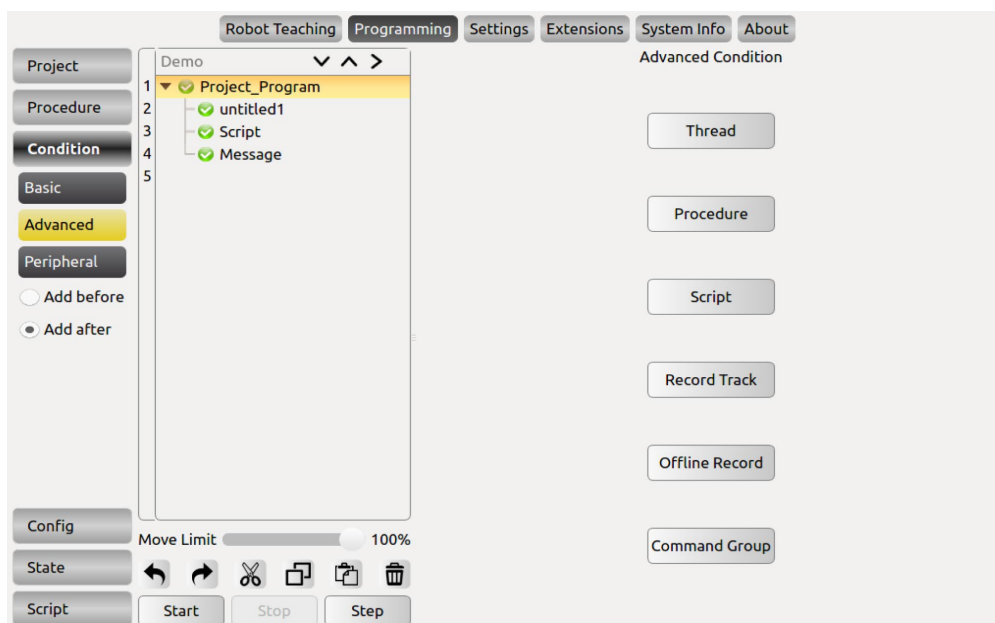 Robot Teaching Programming Settings Extensions System Info About
Project
Procedure
Condition
Basic
Advanced
Peripheral
Add before
Add after
Config
State
Script
Demo
1 Project_Program
2 untitled1
3 Script
4 Message
5
Move Limit 100%
Start Stop Step
Advanced Condition
Thread
Procedure
Script
Record Track
Offline Record
Command Group